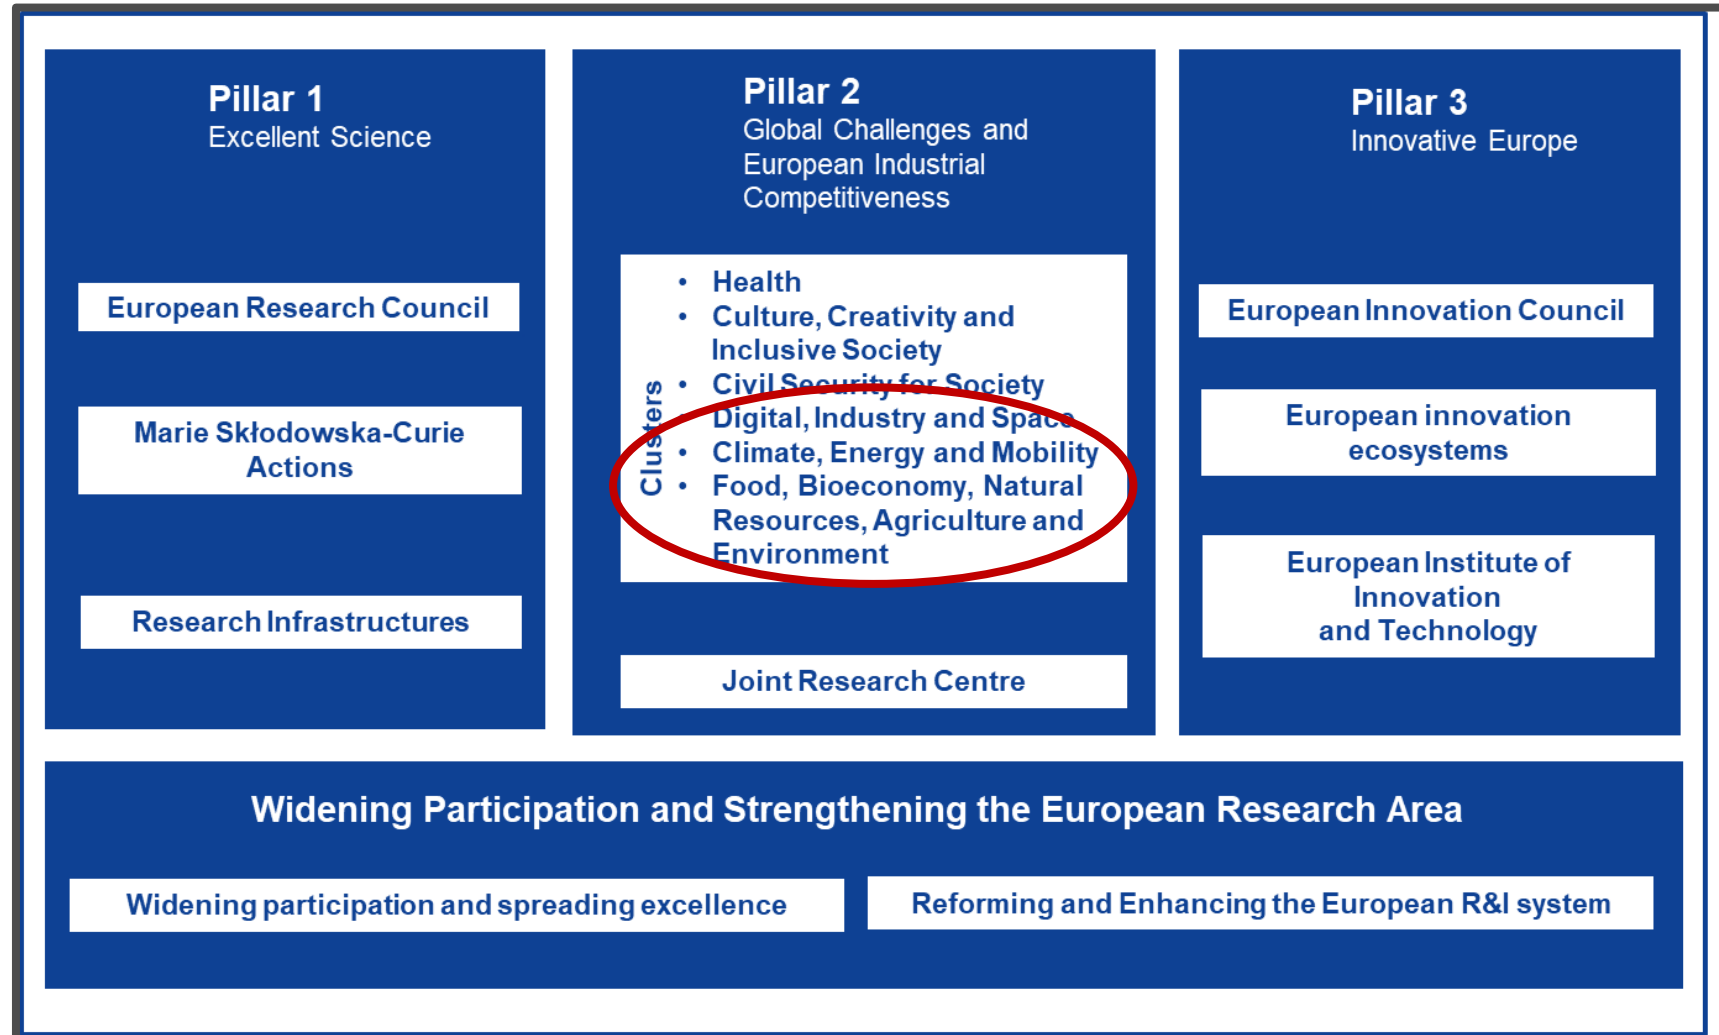 Pillar 1
Excellent Science
European Research Council
Marie Skłodowska-Curie
Actions
Research Infrastructures
Pillar 2
Global Challenges and
European Industrial
Competitiveness
Clusters
• Health
• Culture, Creativity and
Inclusive Society
• Civil Security for Society
• Digital, Industry and Space
• Climate, Energy and Mobility
• Food, Bioeconomy, Natural
Resources, Agriculture and
Environment
Joint Research Centre
Pillar 3
Innovative Europe
European Innovation Council
European innovation
ecosystems
European Institute of
Innovation
and Technology
Widening Participation and Strengthening the European Research Area
Widening participation and spreading excellence
Reforming and Enhancing the European R&I system